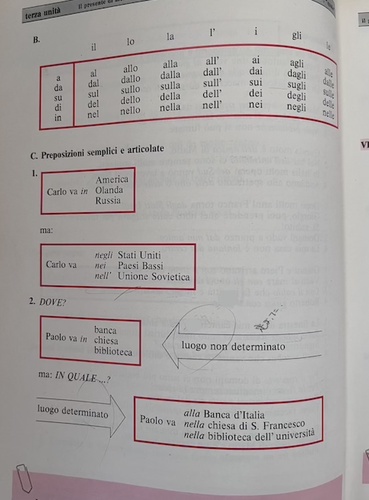 terza unità Il presente
B.
il lo la l' i gli le
a al allo alla all' ai agli alle
da dal dallo dalla dall' dai dagli dalle
su sul sullo sulla sull' sui sugli sulle
di del dello della dell' dei degli delle
in nel nello nella nell' nei negli nelle
C. Preposizioni semplici e articolate
1.
America
Carlo va in Olanda
Russia
ma:
negli Stati Uniti
Carlo va nei Paesi Bassi
nell' Unione Sovietica
2. DOVE?
banca
Paolo va in chiesa
biblioteca
luogo non determinato
ma: IN QUALE ...?
luogo determinato
alla Banca d'Italia
Paolo va nella chiesa di S. Francesco
nella biblioteca dell'università